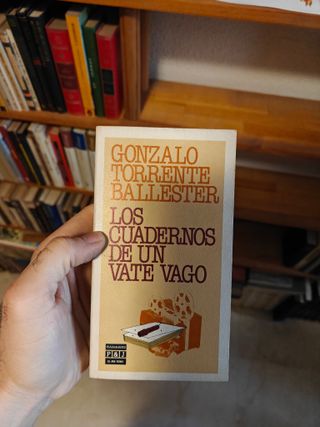 GONZALO
TORRENTE
BALLESTER
LOS
CUADERNOS
DE UN
VATE VAGO
P&J